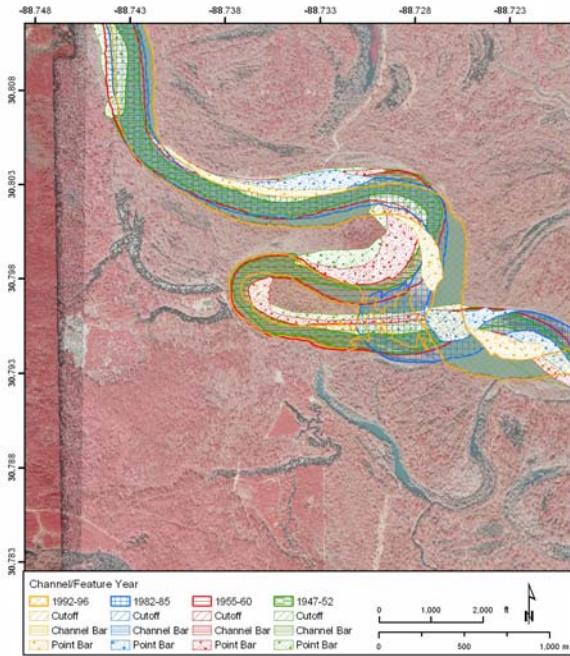 -88.748 -88.743 -88.738 -88.733 -88.728 -88.723
30.808
30.803
30.798
30.793
30.788
30.783
Channel/Feature Year
1992-96 1982-85 1955-60 1947-52
Cutoff Cutoff Cutoff Cutoff
Channel Bar Channel Bar Channel Bar Channel Bar
Point Bar Point Bar Point Bar Point Bar
0 1,000 2,000 ft
0 500 1,000 m
N